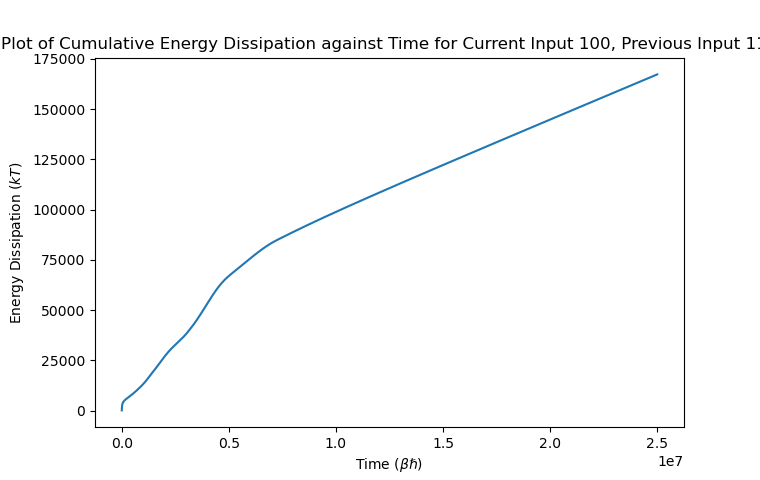 Plot of Cumulative Energy Dissipation against Time for Current Input 100, Previous Input 11
175000
150000
125000
100000
75000
50000
25000
0
Energy Dissipation (kT)
0.0 0.5 1.0 1.5 2.0 2.5
1e7
Time (βℏ)